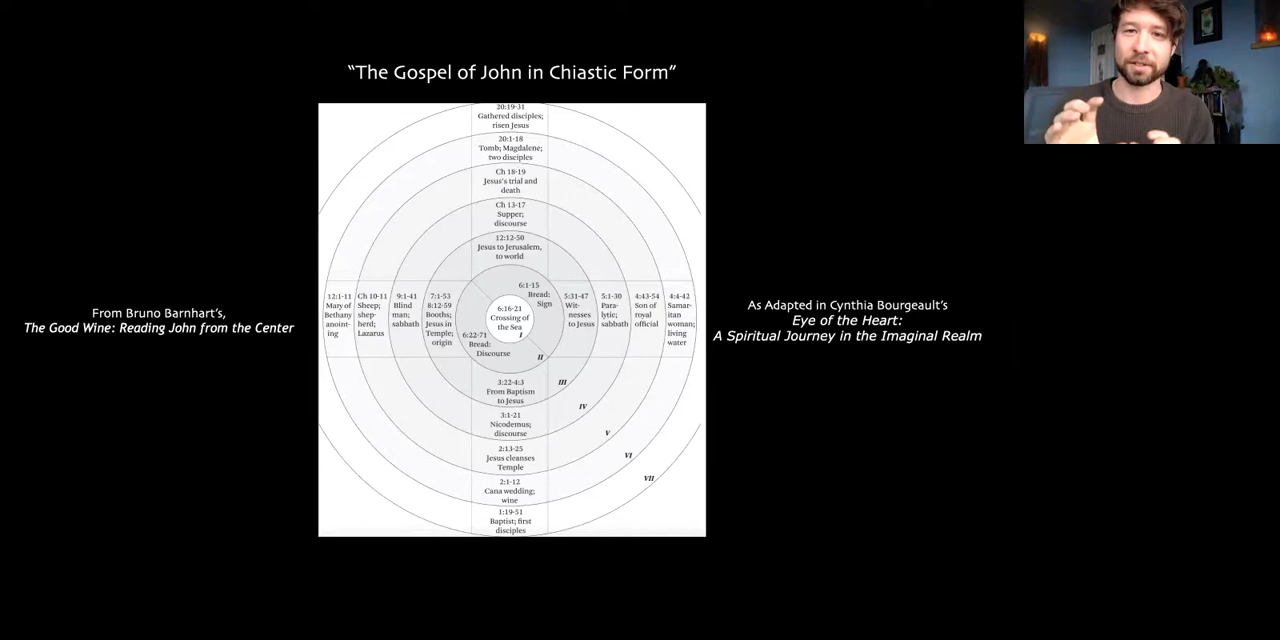 “The Gospel of John in Chiastic Form”
20:19-31
Gathered disciples;
risen Jesus
20:1-18
Tomb; Magdalene;
two disciples
Ch 18-19
Jesus's trial and
death
Ch 13-17
Supper;
discourse
12:12-50
Jesus to Jerusalem,
to world
12:1-11
Mary of
Bethany
anoint-
ing
Ch 10-11
Sheep;
shep-
herd;
Lazarus
9:1-41
Blind
man;
sabbath
7:1-53
8:12-59
Booths;
Jesus in
Temple;
origin
6:1-15
Bread:
Sign
6:16-21
Crossing of
the Sea
I
6:22-71
Bread:
Discourse
5:31-47
Wit-
nesses
to Jesus
5:1-30
Para-
lytic;
sabbath
4:43-54
Son of
royal
official
4:4-42
Samar-
itan
woman;
living
water
II
3:22-4:3
From Baptism
to Jesus
III
3:1-21
Nicodemus;
discourse
IV
2:13-25
Jesus cleanses
Temple
V
2:1-12
Cana wedding;
wine
VI
1:19-51
Baptist; first
disciples
VII
From Bruno Barnhart's,
The Good Wine: Reading John from the Center
As Adapted in Cynthia Bourgeault's
Eye of the Heart:
A Spiritual Journey in the Imaginal Realm